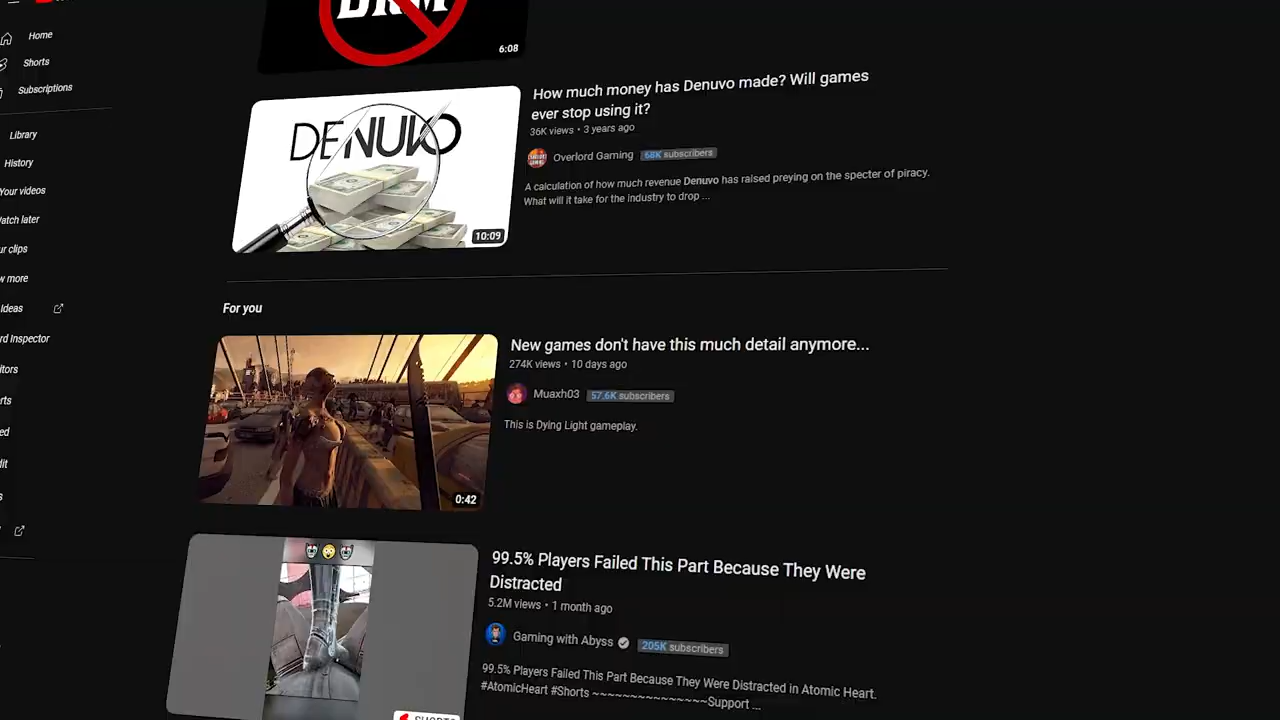 DRM
6:08
Home
Shorts
Subscriptions
Library
History
Your videos
Watch later
How much money has Denuvo made? Will games
ever stop using it?
36K views • 3 years ago
Overlord Gaming 68K subscribers
A calculation of how much revenue Denuvo has raised preying on the specter of piracy.
What will it take for the industry to drop ...
DENUVO
10:09
For you
New games don't have this much detail anymore...
274K views • 10 days ago
Muaxh03 57.6K subscribers
This is Dying Light gameplay.
0:42
99.5% Players Failed This Part Because They Were
Distracted
5.2M views • 1 month ago
Gaming with Abyss 205K subscribers
99.5% Players Failed This Part Because They Were Distracted in Atomic Heart.
#AtomicHeart #Shorts ~~~~~~~~~~~~~~~Support ...
SHORTS